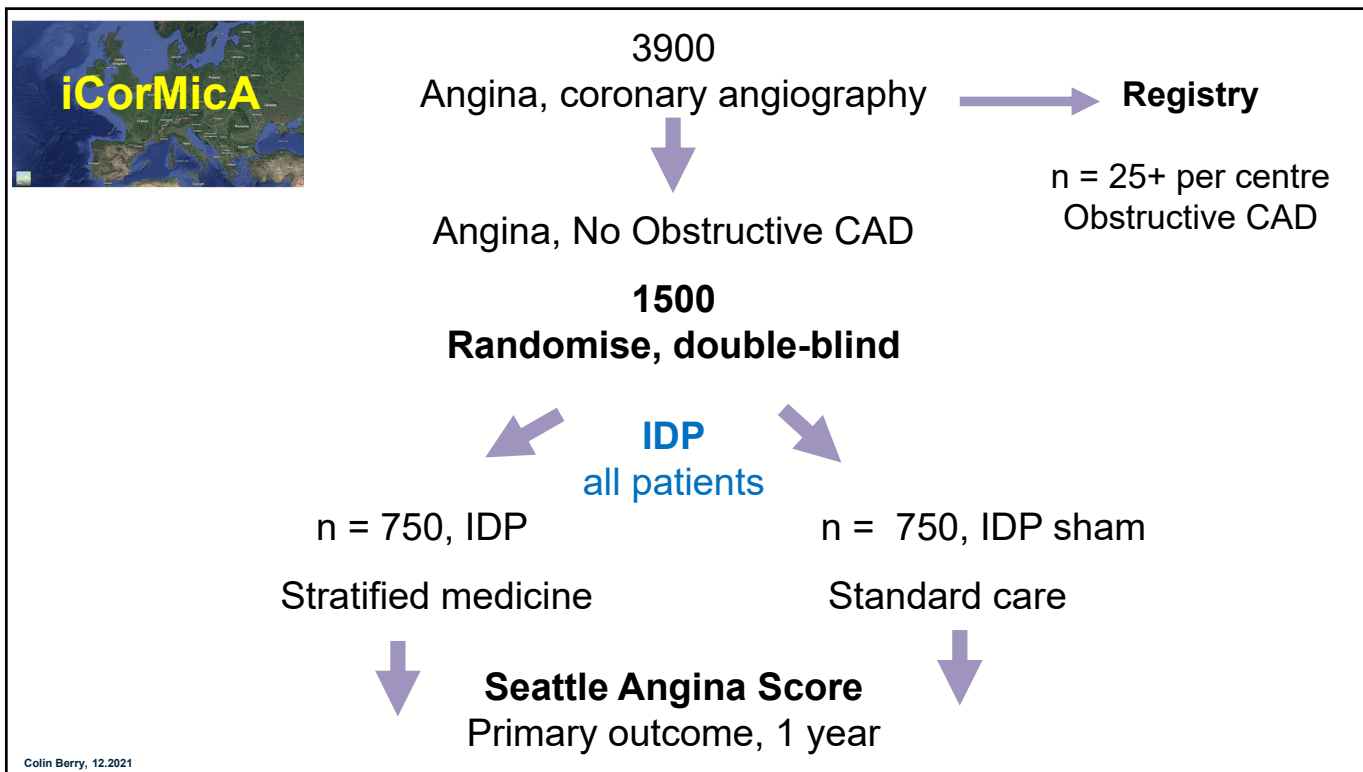 iCorMicA
3900
Angina, coronary angiography
Registry
n = 25+ per centre
Obstructive CAD
Angina, No Obstructive CAD
1500
Randomise, double-blind
IDP
all patients
n = 750, IDP
n = 750, IDP sham
Stratified medicine
Standard care
Seattle Angina Score
Primary outcome, 1 year
Colin Berry, 12.2021